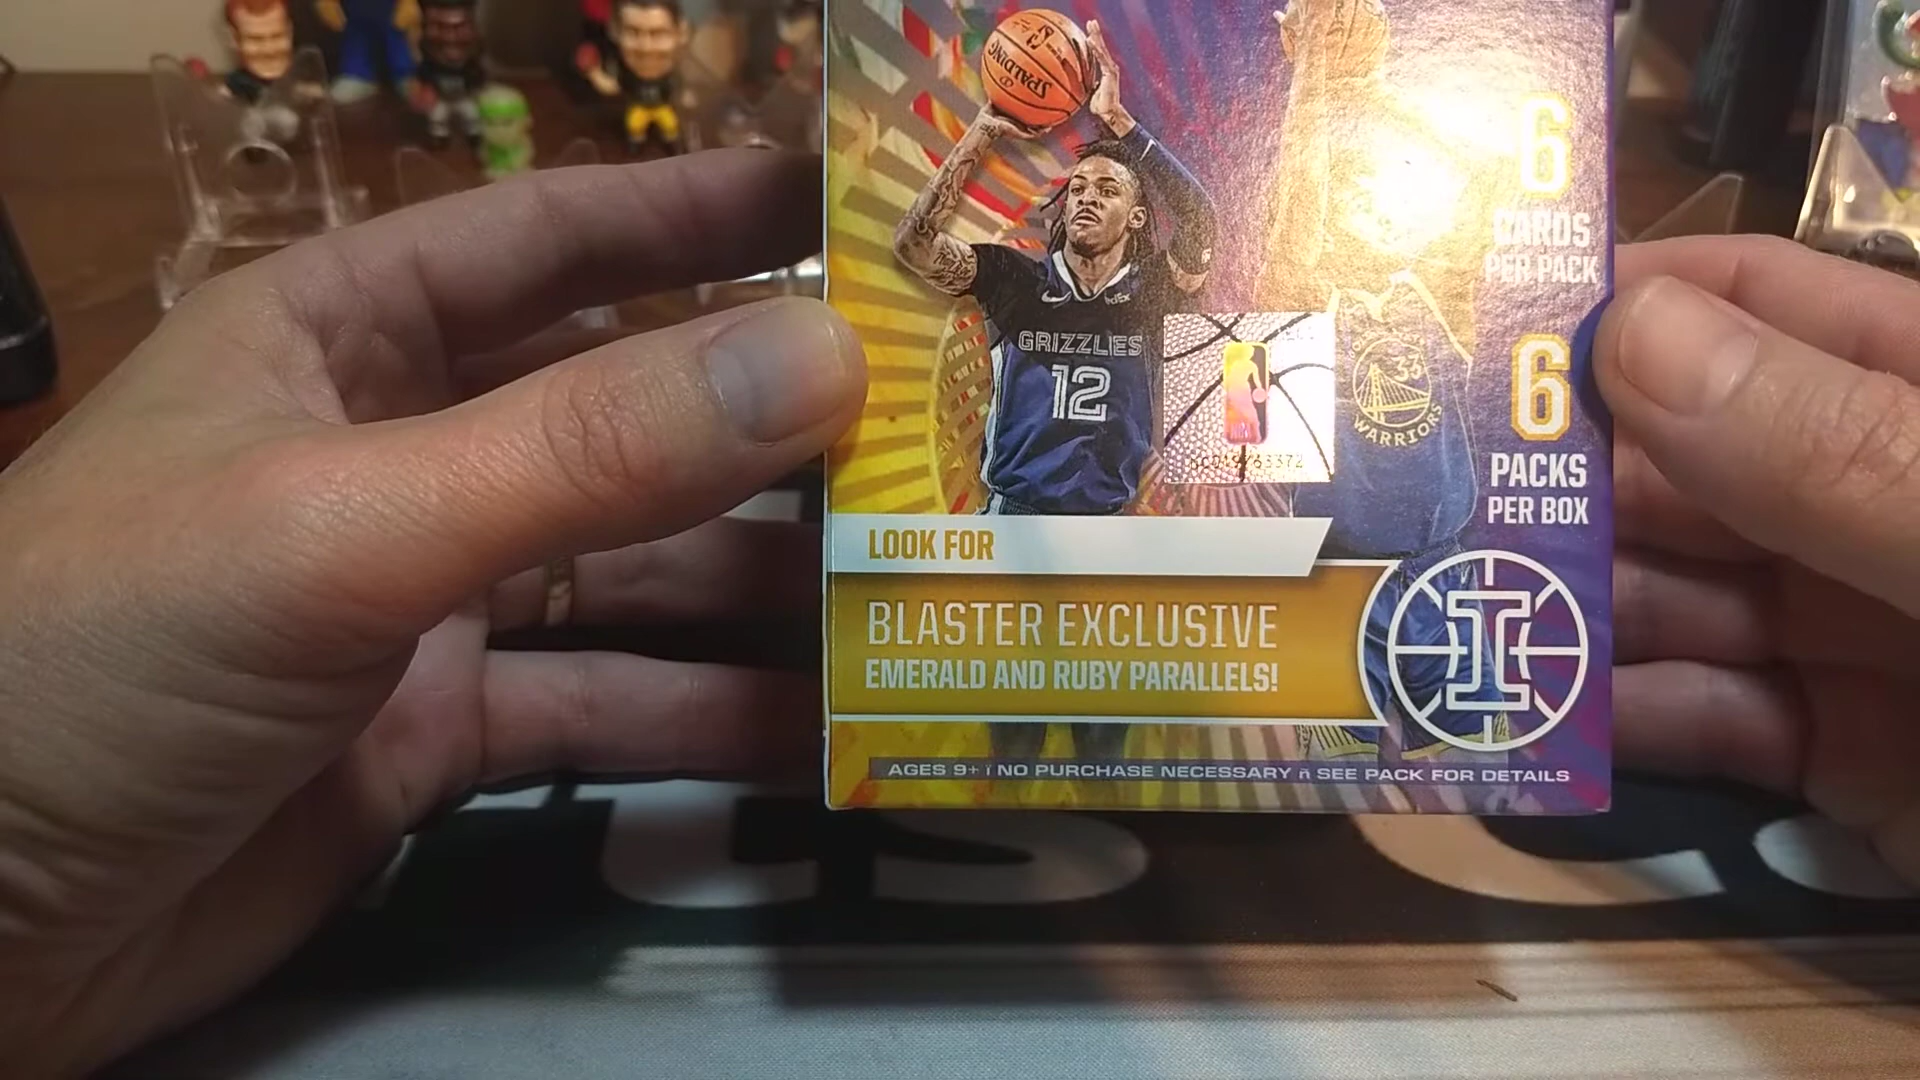 SPALDING
6
CARDS
PER PACK
FedEx
GRIZZLIES
12
33
WARRIORS
6
PACKS
PER BOX
LOOK FOR
BLASTER EXCLUSIVE
EMERALD AND RUBY PARALLELS!
I
AGES 9+ ï NO PURCHASE NECESSARY ñ SEE PACK FOR DETAILS